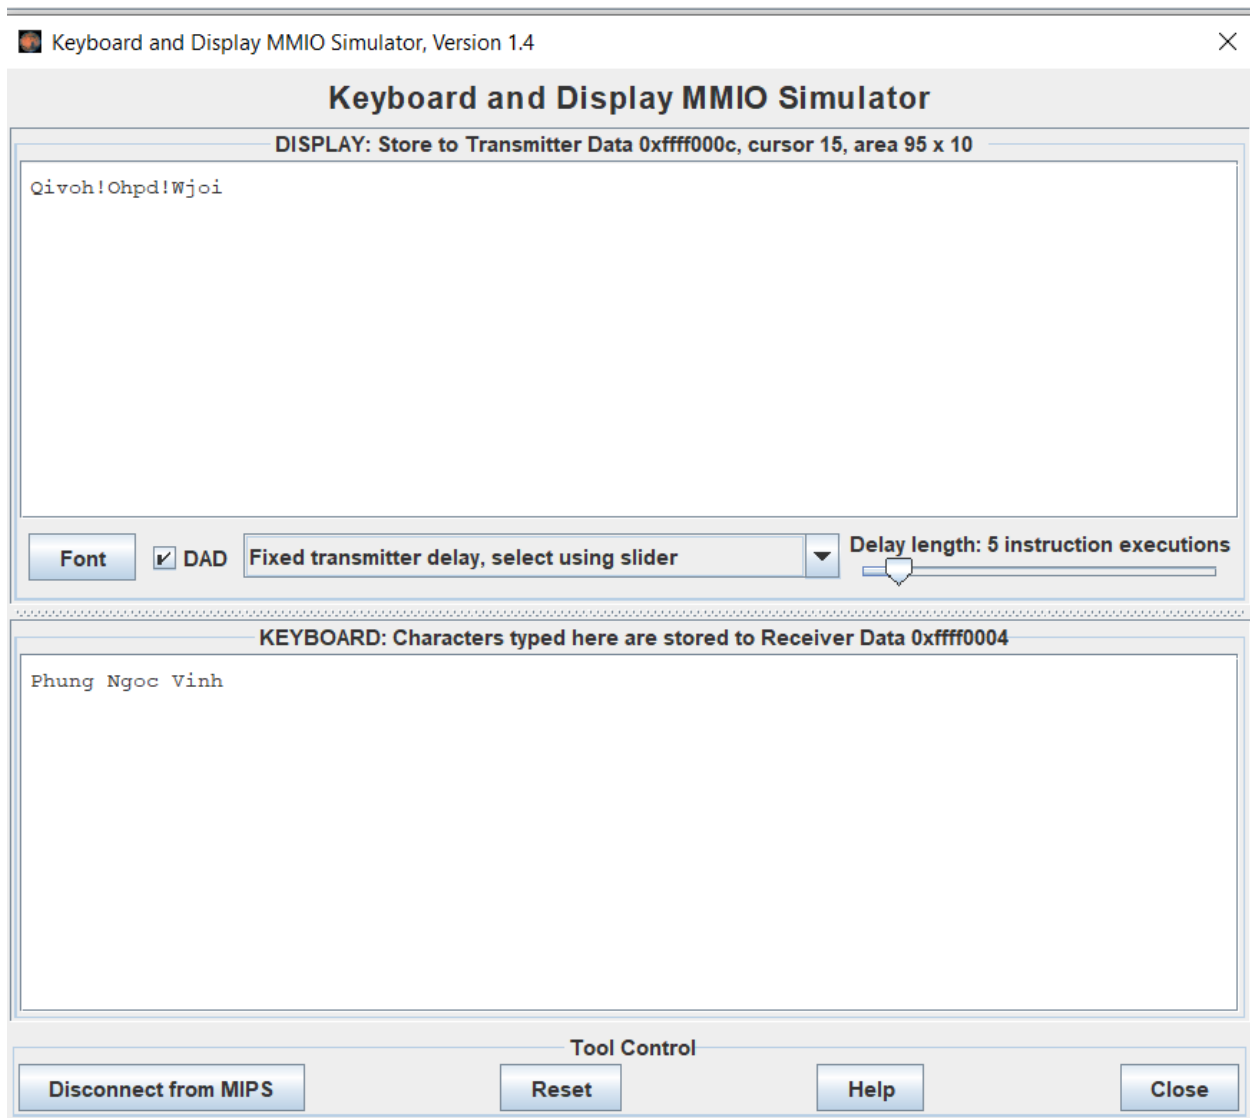 Keyboard and Display MMIO Simulator, Version 1.4
Keyboard and Display MMIO Simulator
DISPLAY: Store to Transmitter Data 0xffff000c, cursor 15, area 95 x 10
Qivoh!Ohpd!Wjoi
Font
DAD
Fixed transmitter delay, select using slider
Delay length: 5 instruction executions
KEYBOARD: Characters typed here are stored to Receiver Data 0xffff0004
Phung Ngoc Vinh
Tool Control
Disconnect from MIPS
Reset
Help
Close